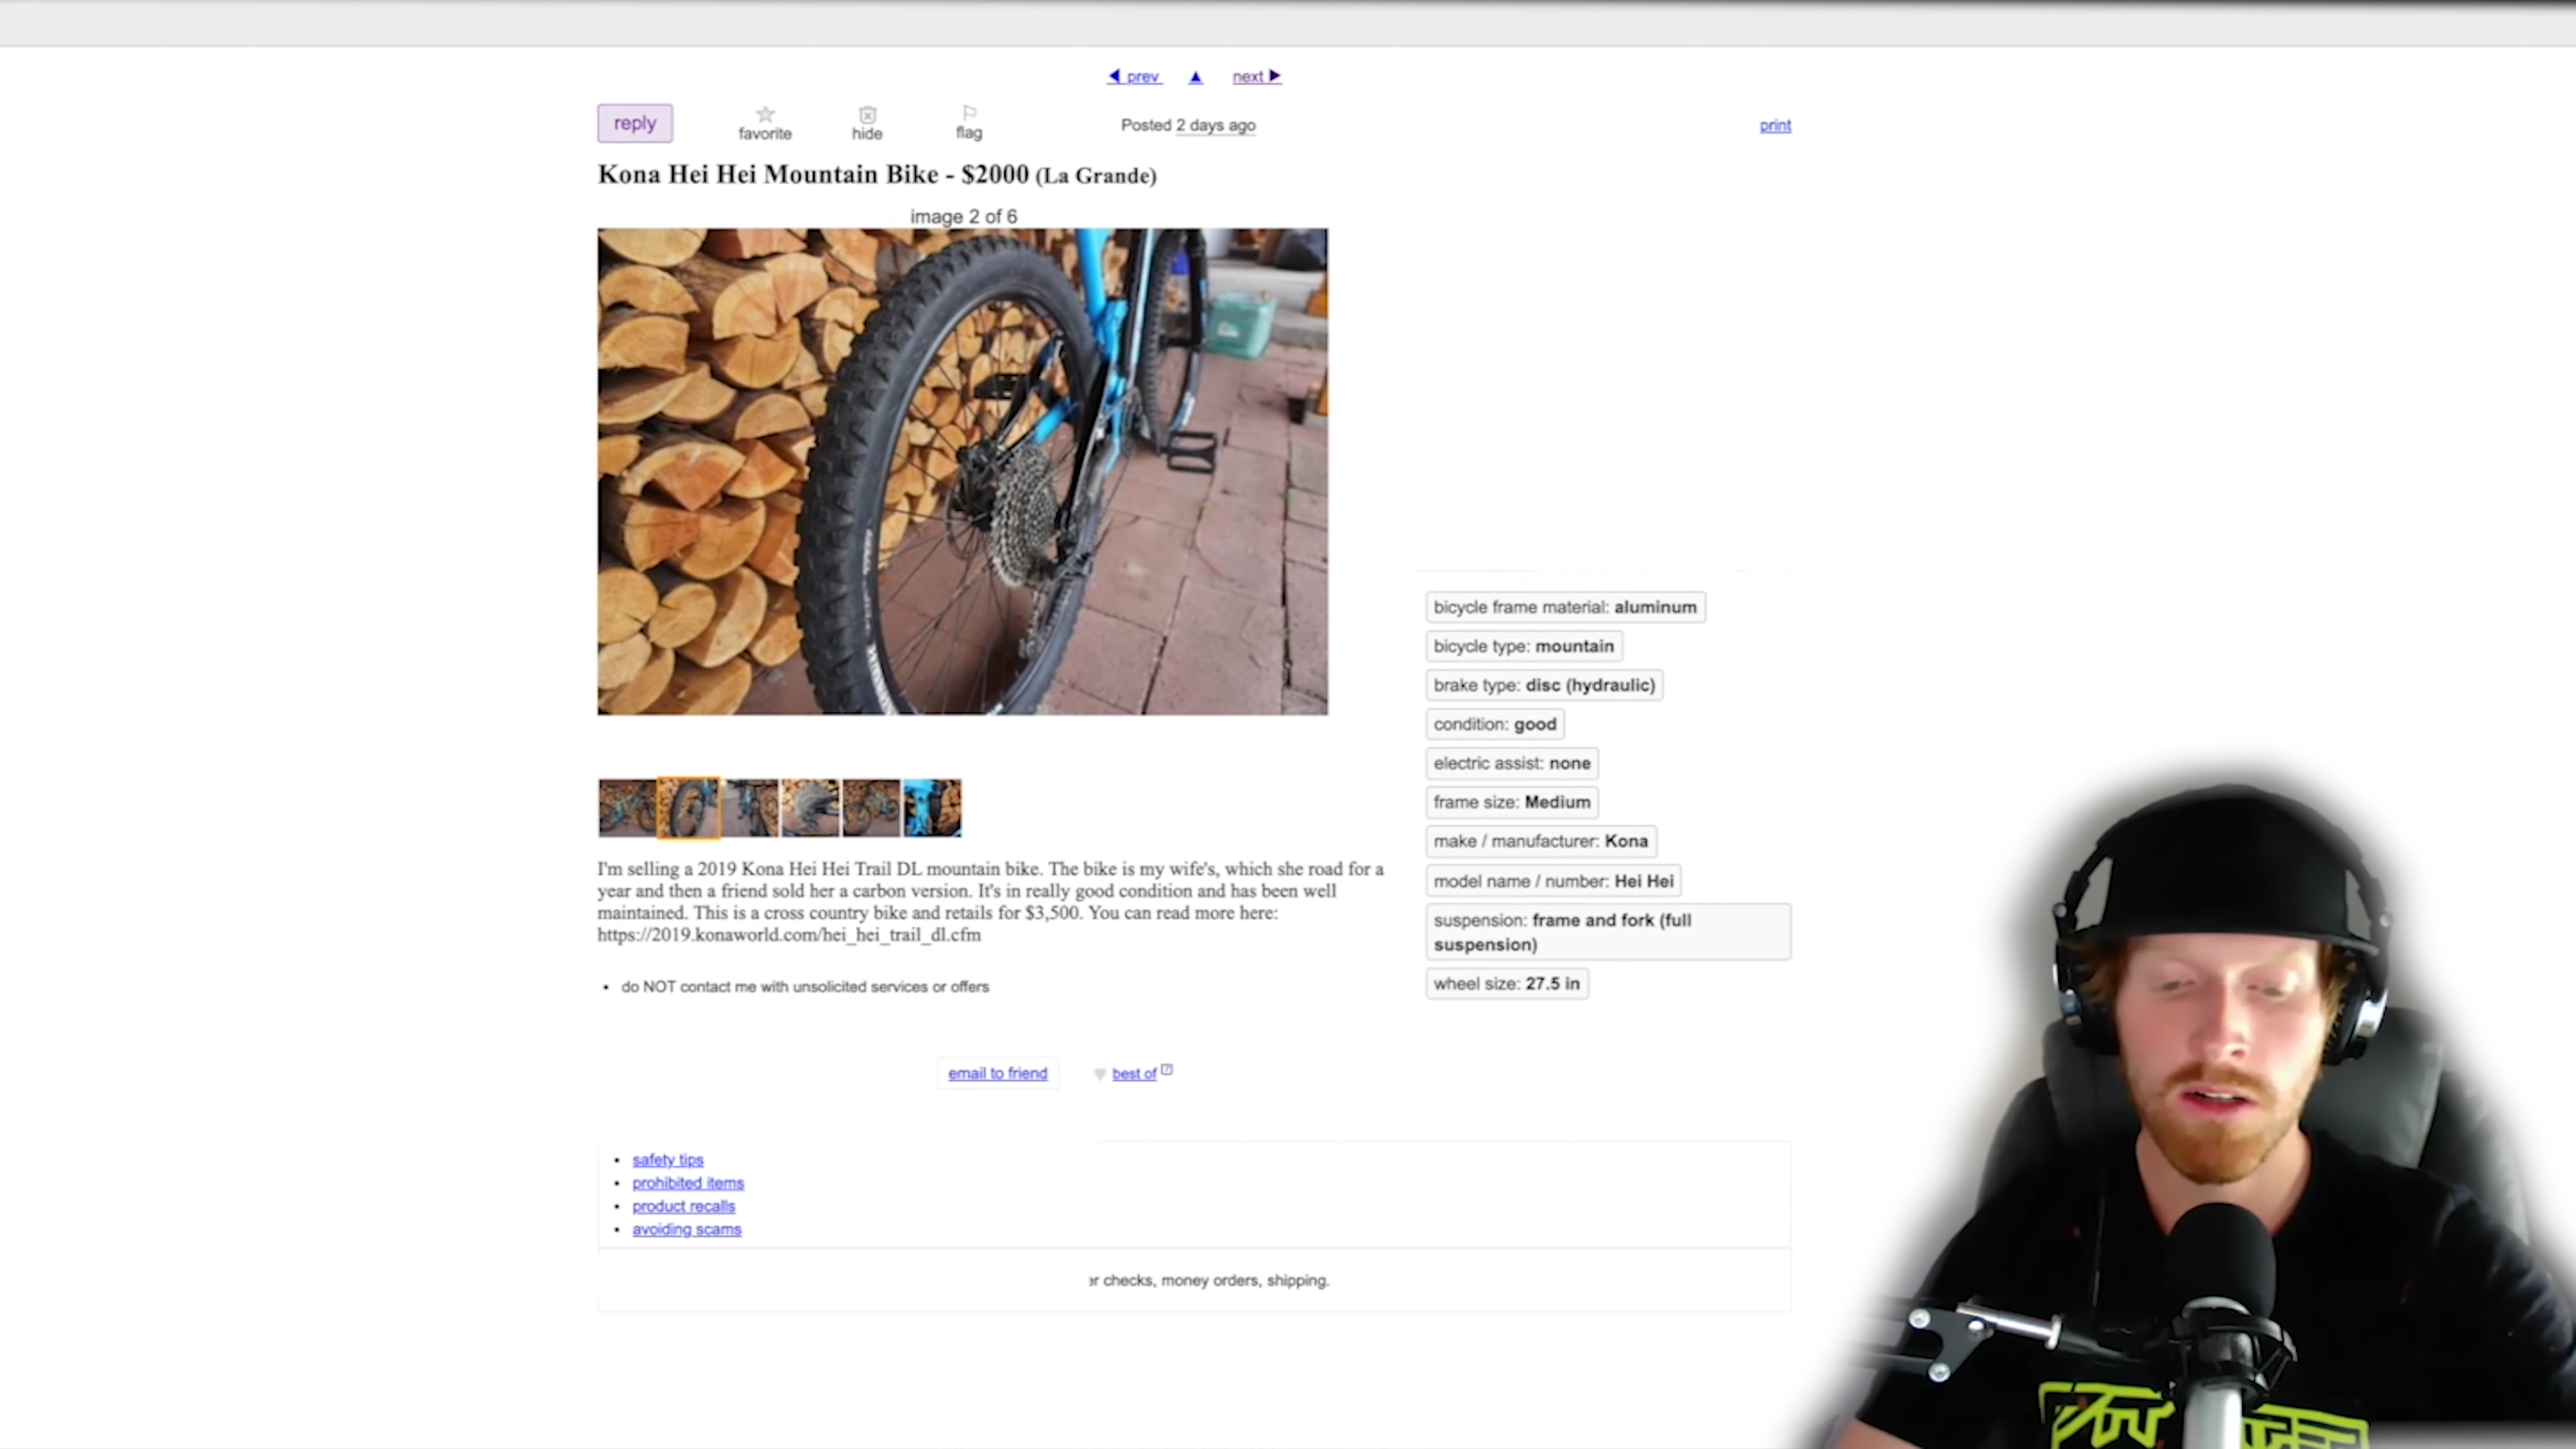 prev
next
reply
favorite
hide
flag
Posted 2 days ago
print
Kona Hei Hei Mountain Bike - $2000 (La Grande)
image 2 of 6
bicycle frame material: aluminum
bicycle type: mountain
brake type: disc (hydraulic)
condition: good
electric assist: none
frame size: Medium
make / manufacturer: Kona
model name / number: Hei Hei
suspension: frame and fork (full
suspension)
wheel size: 27.5 in
I'm selling a 2019 Kona Hei Hei Trail DL mountain bike. The bike is my wife's, which she road for a
year and then a friend sold her a carbon version. It's in really good condition and has been well
maintained. This is a cross country bike and retails for $3,500. You can read more here:
https://2019.konaworld.com/hei_hei_trail_dl.cfm
• do NOT contact me with unsolicited services or offers
email to friend
♥ best of [?]
• safety tips
• prohibited items
• product recalls
• avoiding scams
er checks, money orders, shipping.